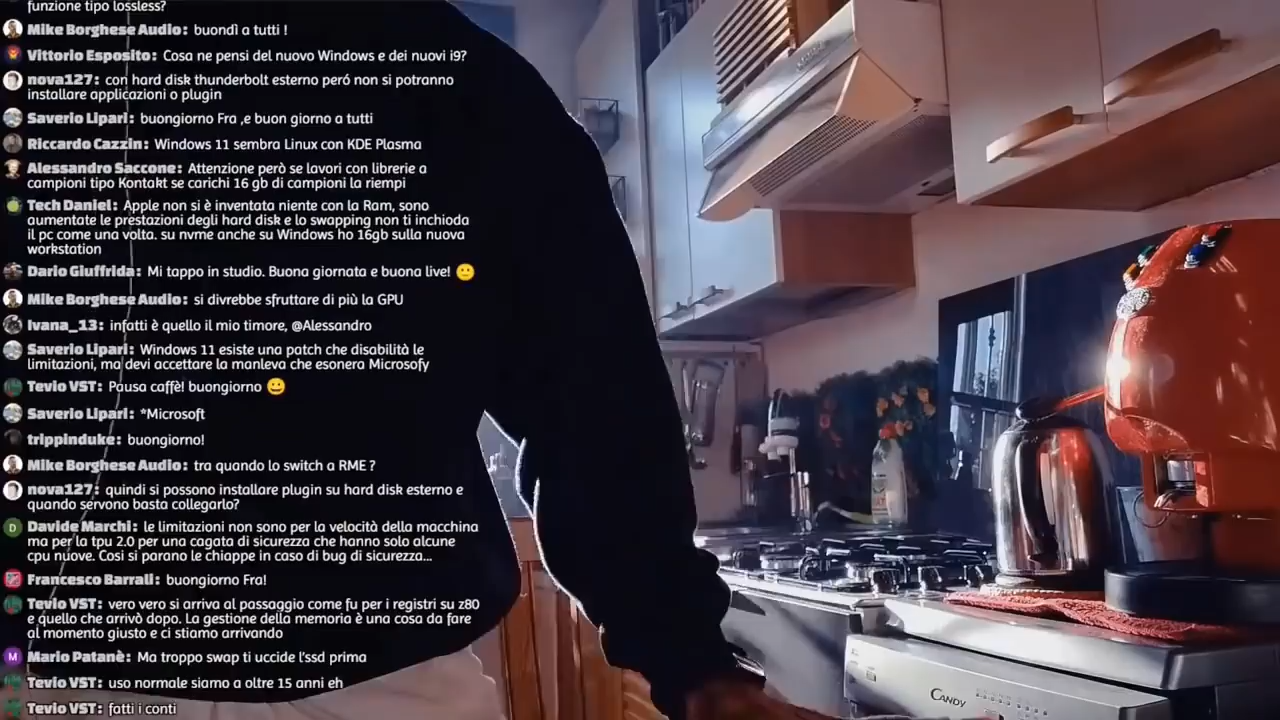 funzione tipo lossless?
Mike Borghese Audio: buondì a tutti !
Vittorio Esposito: Cosa ne pensi del nuovo Windows e dei nuovi i9?
nova127: con hard disk thunderbolt esterno peró non si potranno
installare applicazioni o plugin
Saverio Lipari: buongiorno Fra ,e buon giorno a tutti
Riccardo Cazzin: Windows 11 sembra Linux con KDE Plasma
Alessandro Saccone: Attenzione però se lavori con librerie a
campioni tipo Kontakt se carichi 16 gb di campioni la riempi
Tech Daniel: Apple non si è inventata niente con la Ram, sono
aumentate le prestazioni degli hard disk e lo swapping non ti inchioda
il pc come una volta. su nvme anche su Windows ho 16gb sulla nuova
workstation
Dario Giuffrida: Mi tappo in studio. Buona giornata e buona live! 🙂
Mike Borghese Audio: si divrebbe sfruttare di più la GPU
Ivana_13: infatti è quello il mio timore, @Alessandro
Saverio Lipari: Windows 11 esiste una patch che disabilità le
limitazioni, ma devi accettare la manleva che esonera Microsofy
Tevio VST: Pausa caffè! buongiorno 😀
Saverio Lipari: *Microsoft
trippinduke: buongiorno!
Mike Borghese Audio: tra quando lo switch a RME ?
nova127: quindi si possono installare plugin su hard disk esterno e
quando servono basta collegarlo?
D
Davide Marchi: le limitazioni non sono per la velocità della macchina
ma per la tpu 2.0 per una cagata di sicurezza che hanno solo alcune
cpu nuove. Cosi si parano le chiappe in caso di bug di sicurezza...
Francesco Barrali: buongiorno Fra!
Tevio VST: vero vero si arriva al passaggio come fu per i registri su z80
e quello che arrivò dopo. La gestione della memoria è una cosa da fare
al momento giusto e ci stiamo arrivando
M
Mario Patanè: Ma troppo swap ti uccide l'ssd prima
Tevio VST: uso normale siamo a oltre 15 anni eh
Tevio VST: fatti i conti
CANDY